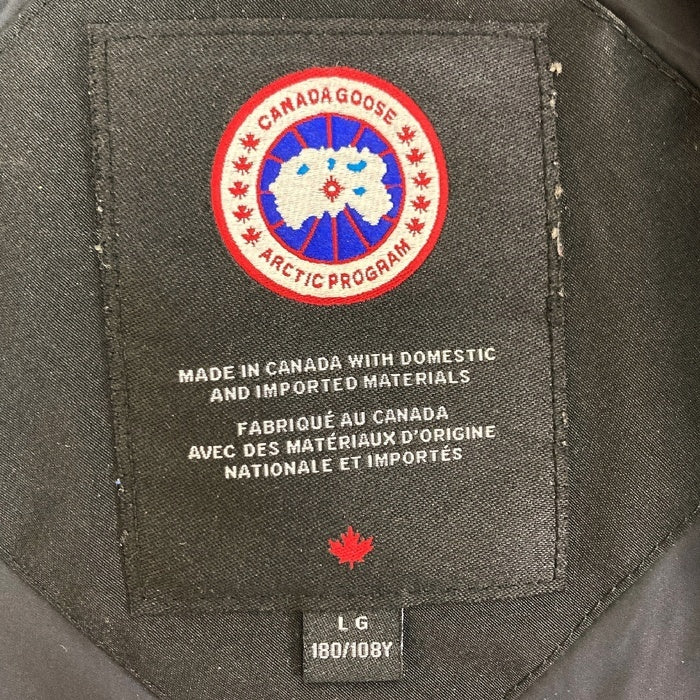 CANADA GOOSE
ARCTIC PROGRAM
MADE IN CANADA WITH DOMESTIC
AND IMPORTED MATERIALS
FABRIQUÉ AU CANADA
AVEC DES MATÉRIAUX D'ORIGINE
NATIONALE ET IMPORTÉS
LG
180/108Y